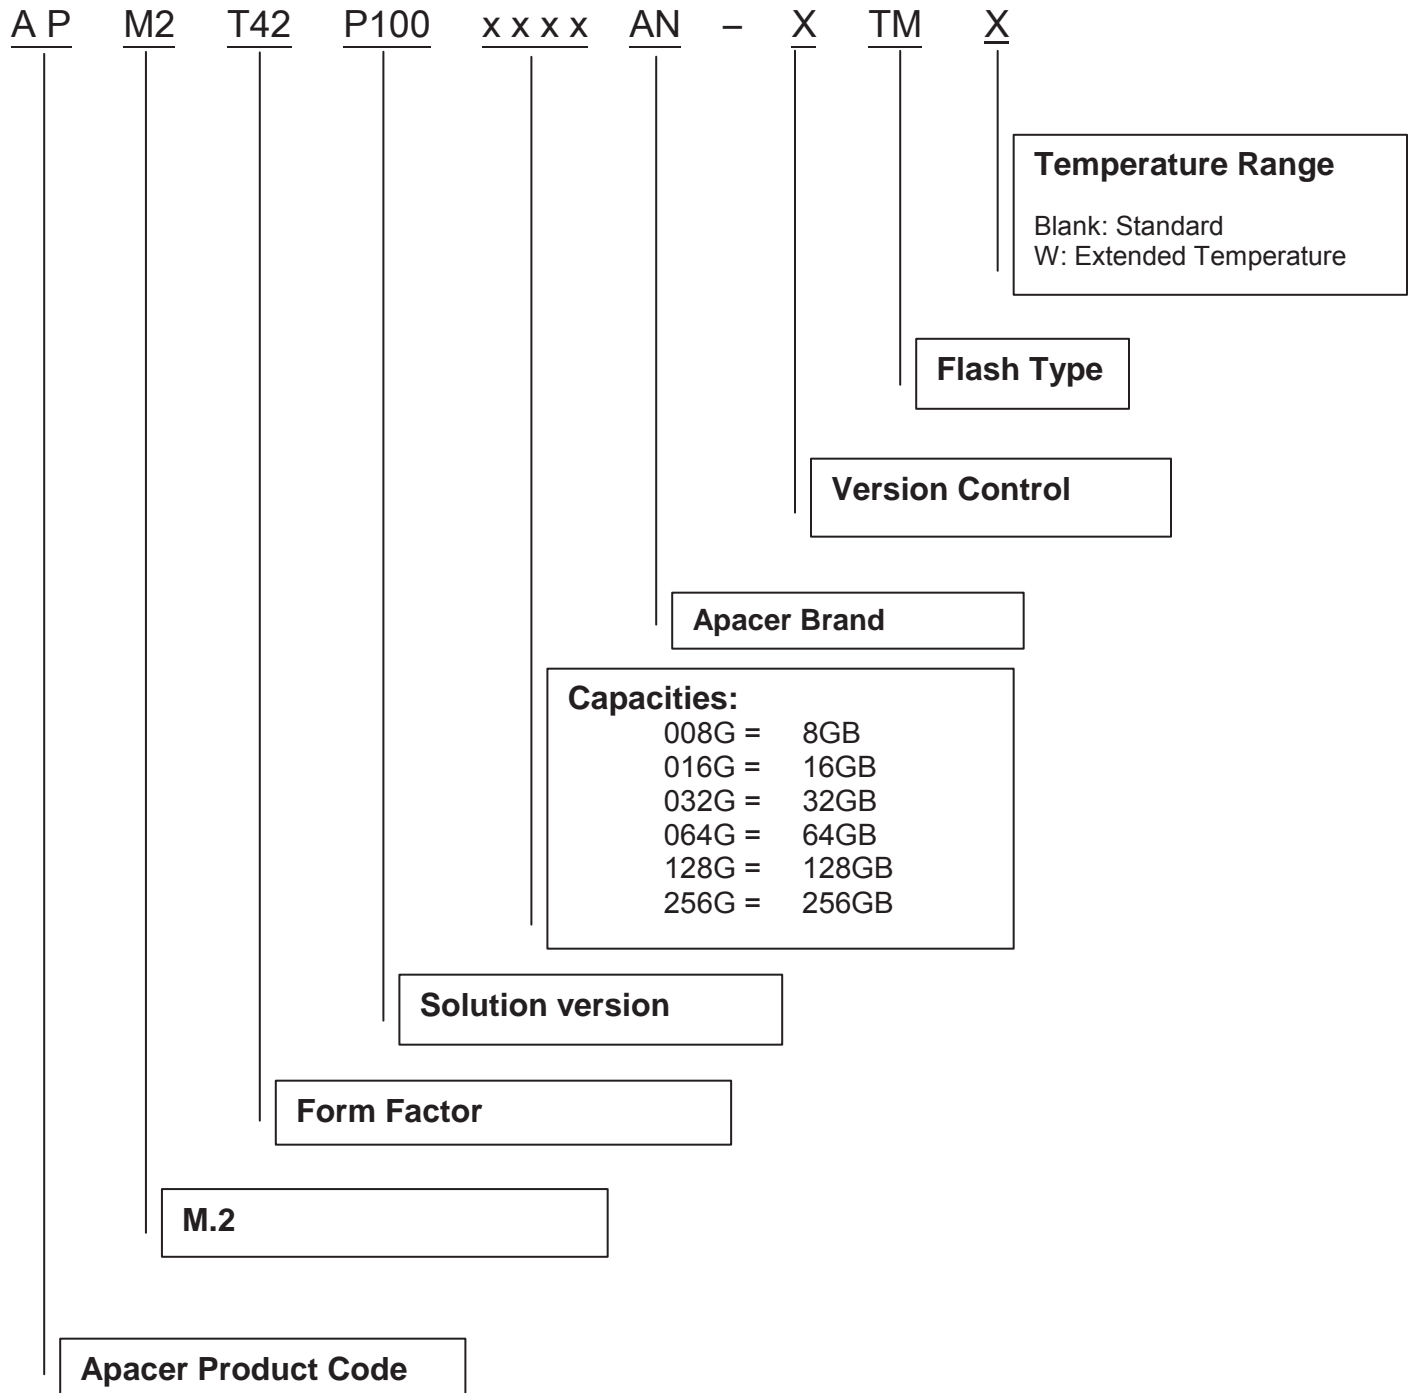 A P M2 T42 P100 x x x x AN – X TM X
Temperature Range
Blank: Standard
W: Extended Temperature
Flash Type
Version Control
Apacer Brand
Capacities:
008G = 8GB
016G = 16GB
032G = 32GB
064G = 64GB
128G = 128GB
256G = 256GB
Solution version
Form Factor
M.2
Apacer Product Code